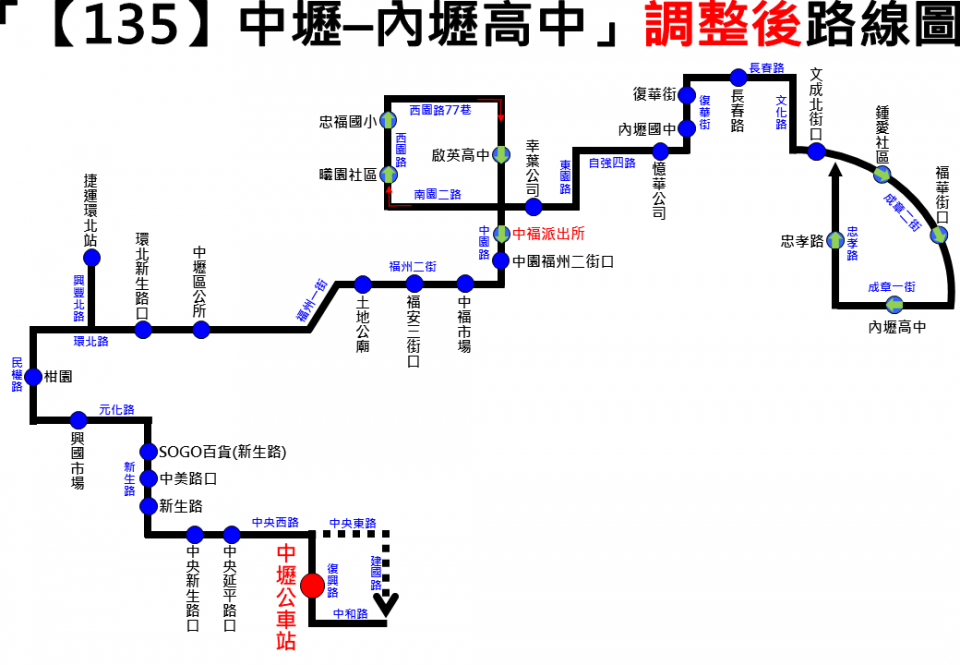 「【135】中壢–內壢高中」調整後路線圖
長春路
文成北街口
復華街
復華街
長春路
文化路
西園路77巷
忠福國小
鍾愛社區
內壢國中
西園路
啟英高中
幸葉公司
東園路
自強四路
憶華公司
福華街口
曦園社區
捷運環北站
南園二路
成章二街
中園路
中福派出所
忠孝路
忠孝路
環北新生路口
中壢區公所
中園福州二街口
福州二街
興豐北路
福州一街
成章一街
土地公廟
福安三街口
中福市場
內壢高中
環北路
民權路
柑園
元化路
興國市場
SOGO百貨(新生路)
新生路
中美路口
新生路
中央西路
中央東路
中央新生路口
中央延平路口
中壢公車站
復興路
建國路
中和路